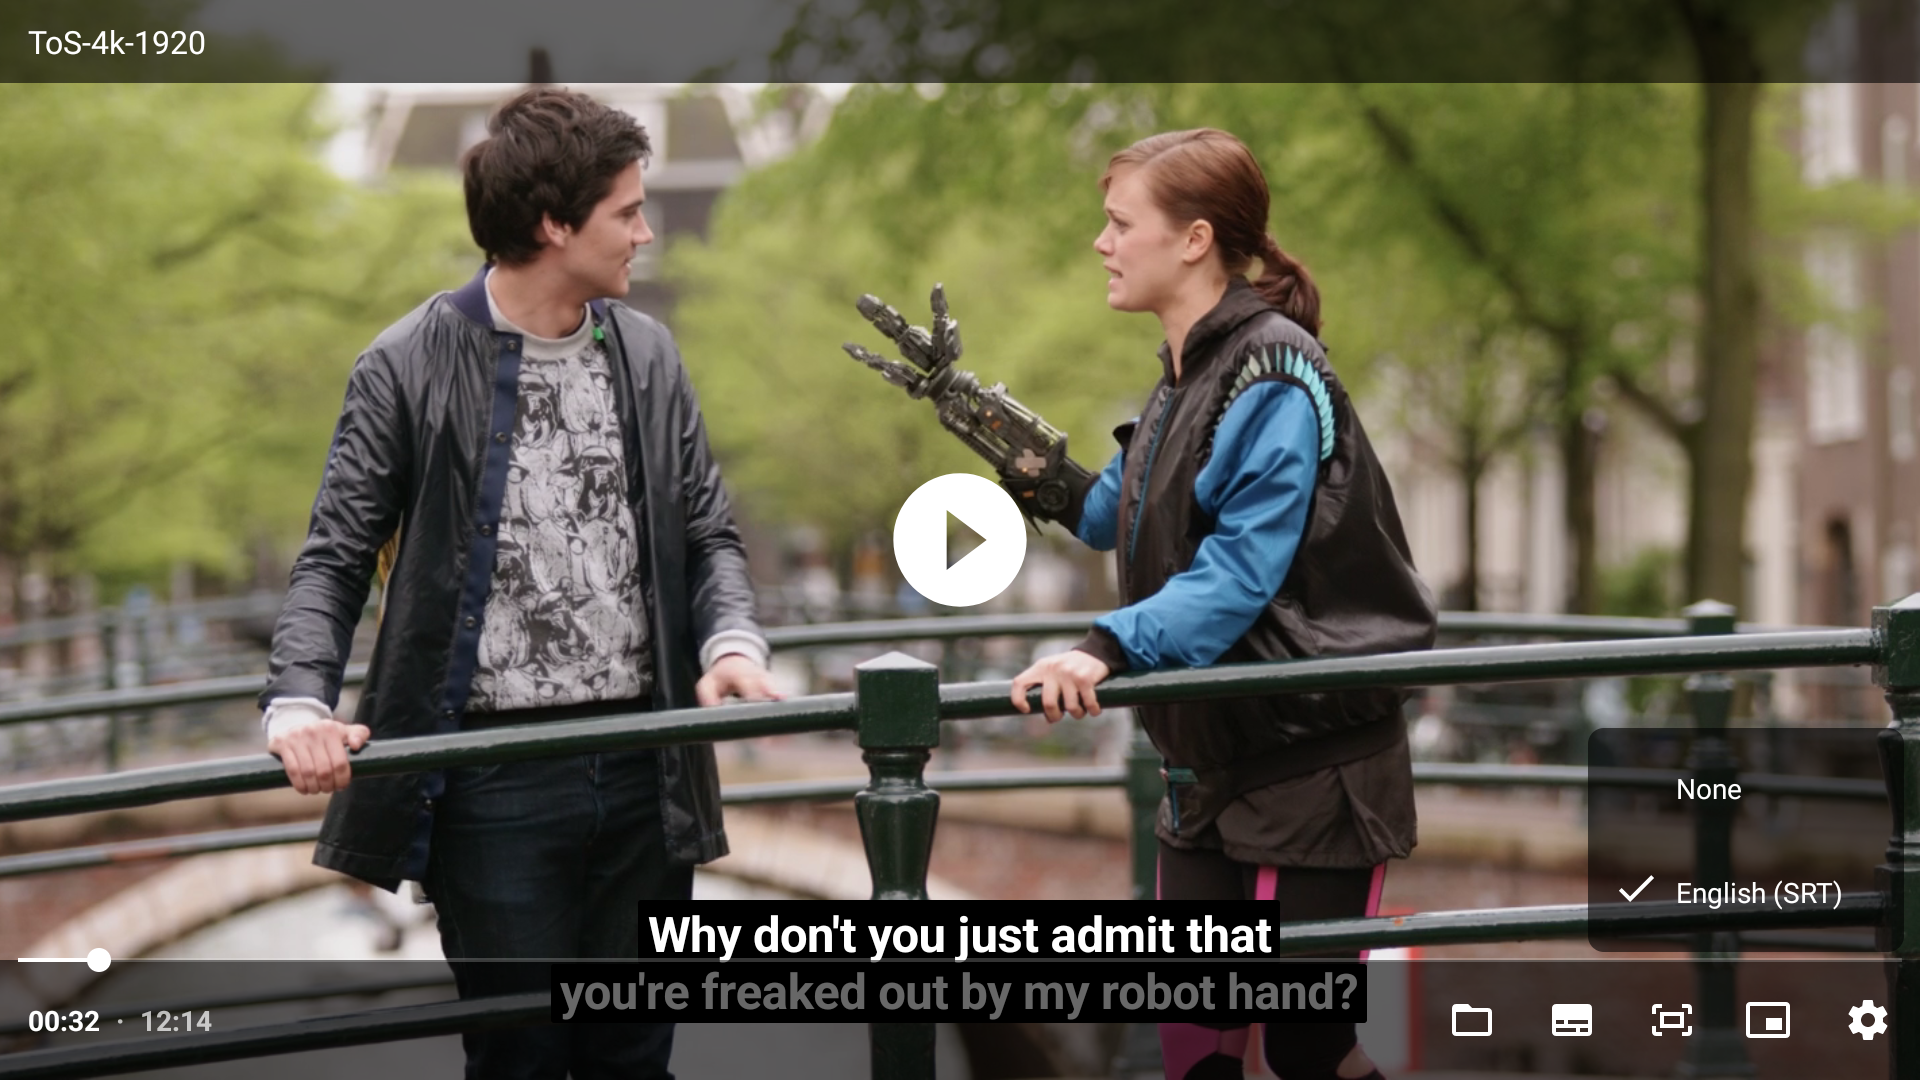 ToS-4k-1920
None
English (SRT)
Why don't you just admit that
you're freaked out by my robot hand?
00:32 · 12:14